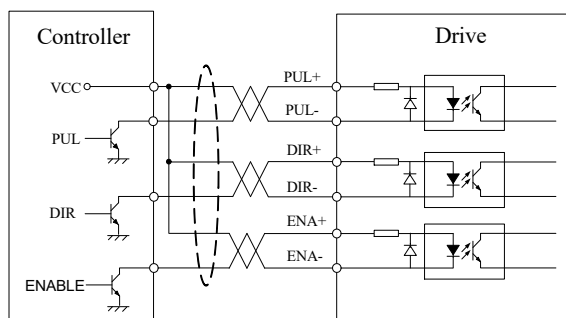 Controller
Drive
VCC
PUL+
PUL
PUL-
DIR+
DIR
DIR-
ENA+
ENABLE
ENA-